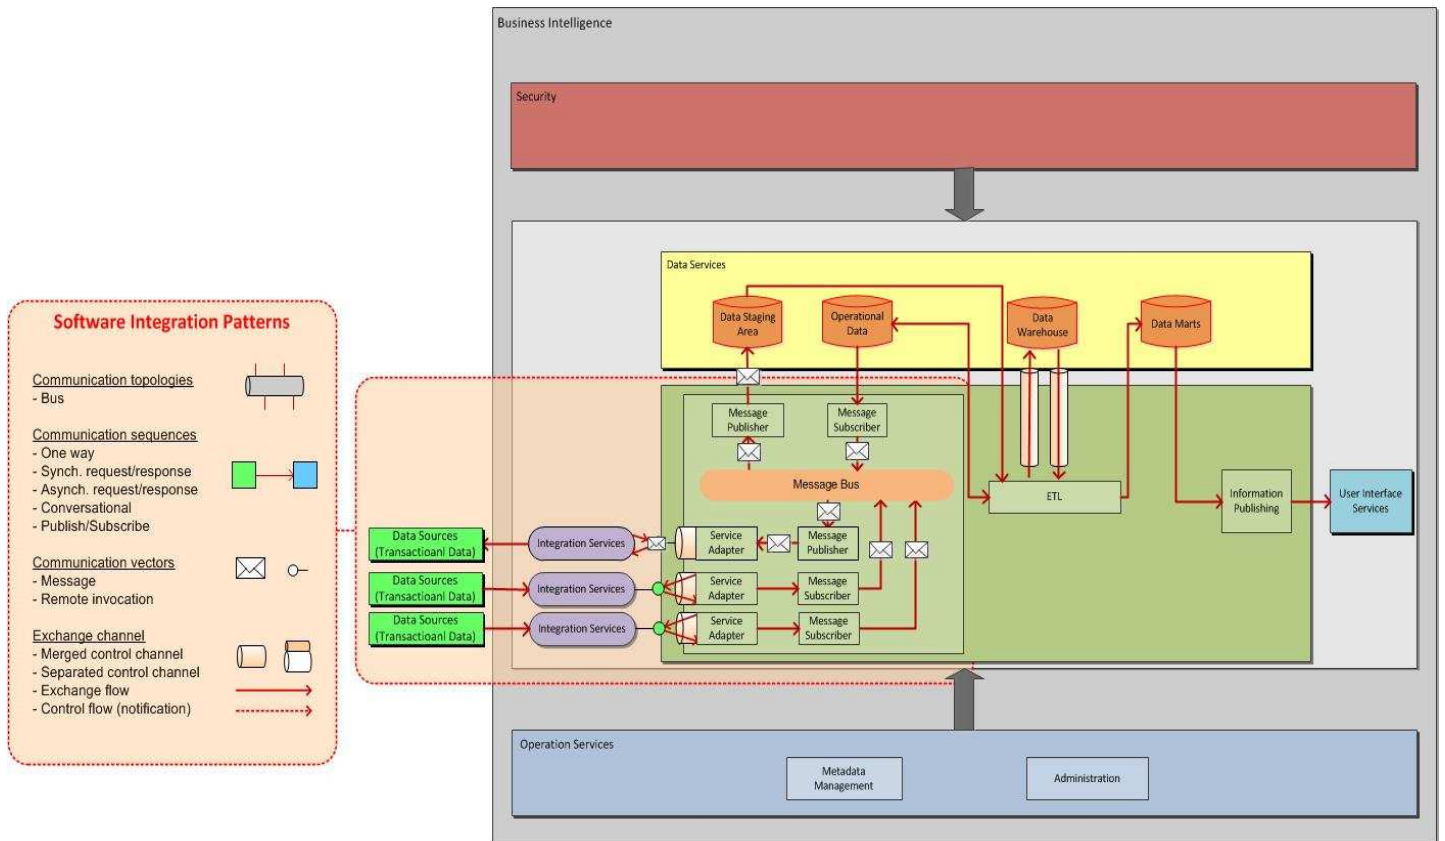 Business Intelligence
Security
Data Services
Data Staging
Area
Operational
Data
Data
Warehouse
Data Marts
Software Integration Patterns
Communication topologies
- Bus
Communication sequences
- One way
- Synch. request/response
- Asynch. request/response
- Conversational
- Publish/Subscribe
Communication vectors
- Message
- Remote invocation
Exchange channel
- Merged control channel
- Separated control channel
- Exchange flow
- Control flow (notification)
Message
Publisher
Message
Subscriber
Message Bus
ETL
Information
Publishing
User Interface
Services
Data Sources
(Transactioanl Data)
Integration Services
Service
Adapter
Message
Publisher
Data Sources
(Transactioanl Data)
Integration Services
Service
Adapter
Message
Subscriber
Data Sources
(Transactioanl Data)
Integration Services
Service
Adapter
Message
Subscriber
Operation Services
Metadada
Management
Administration